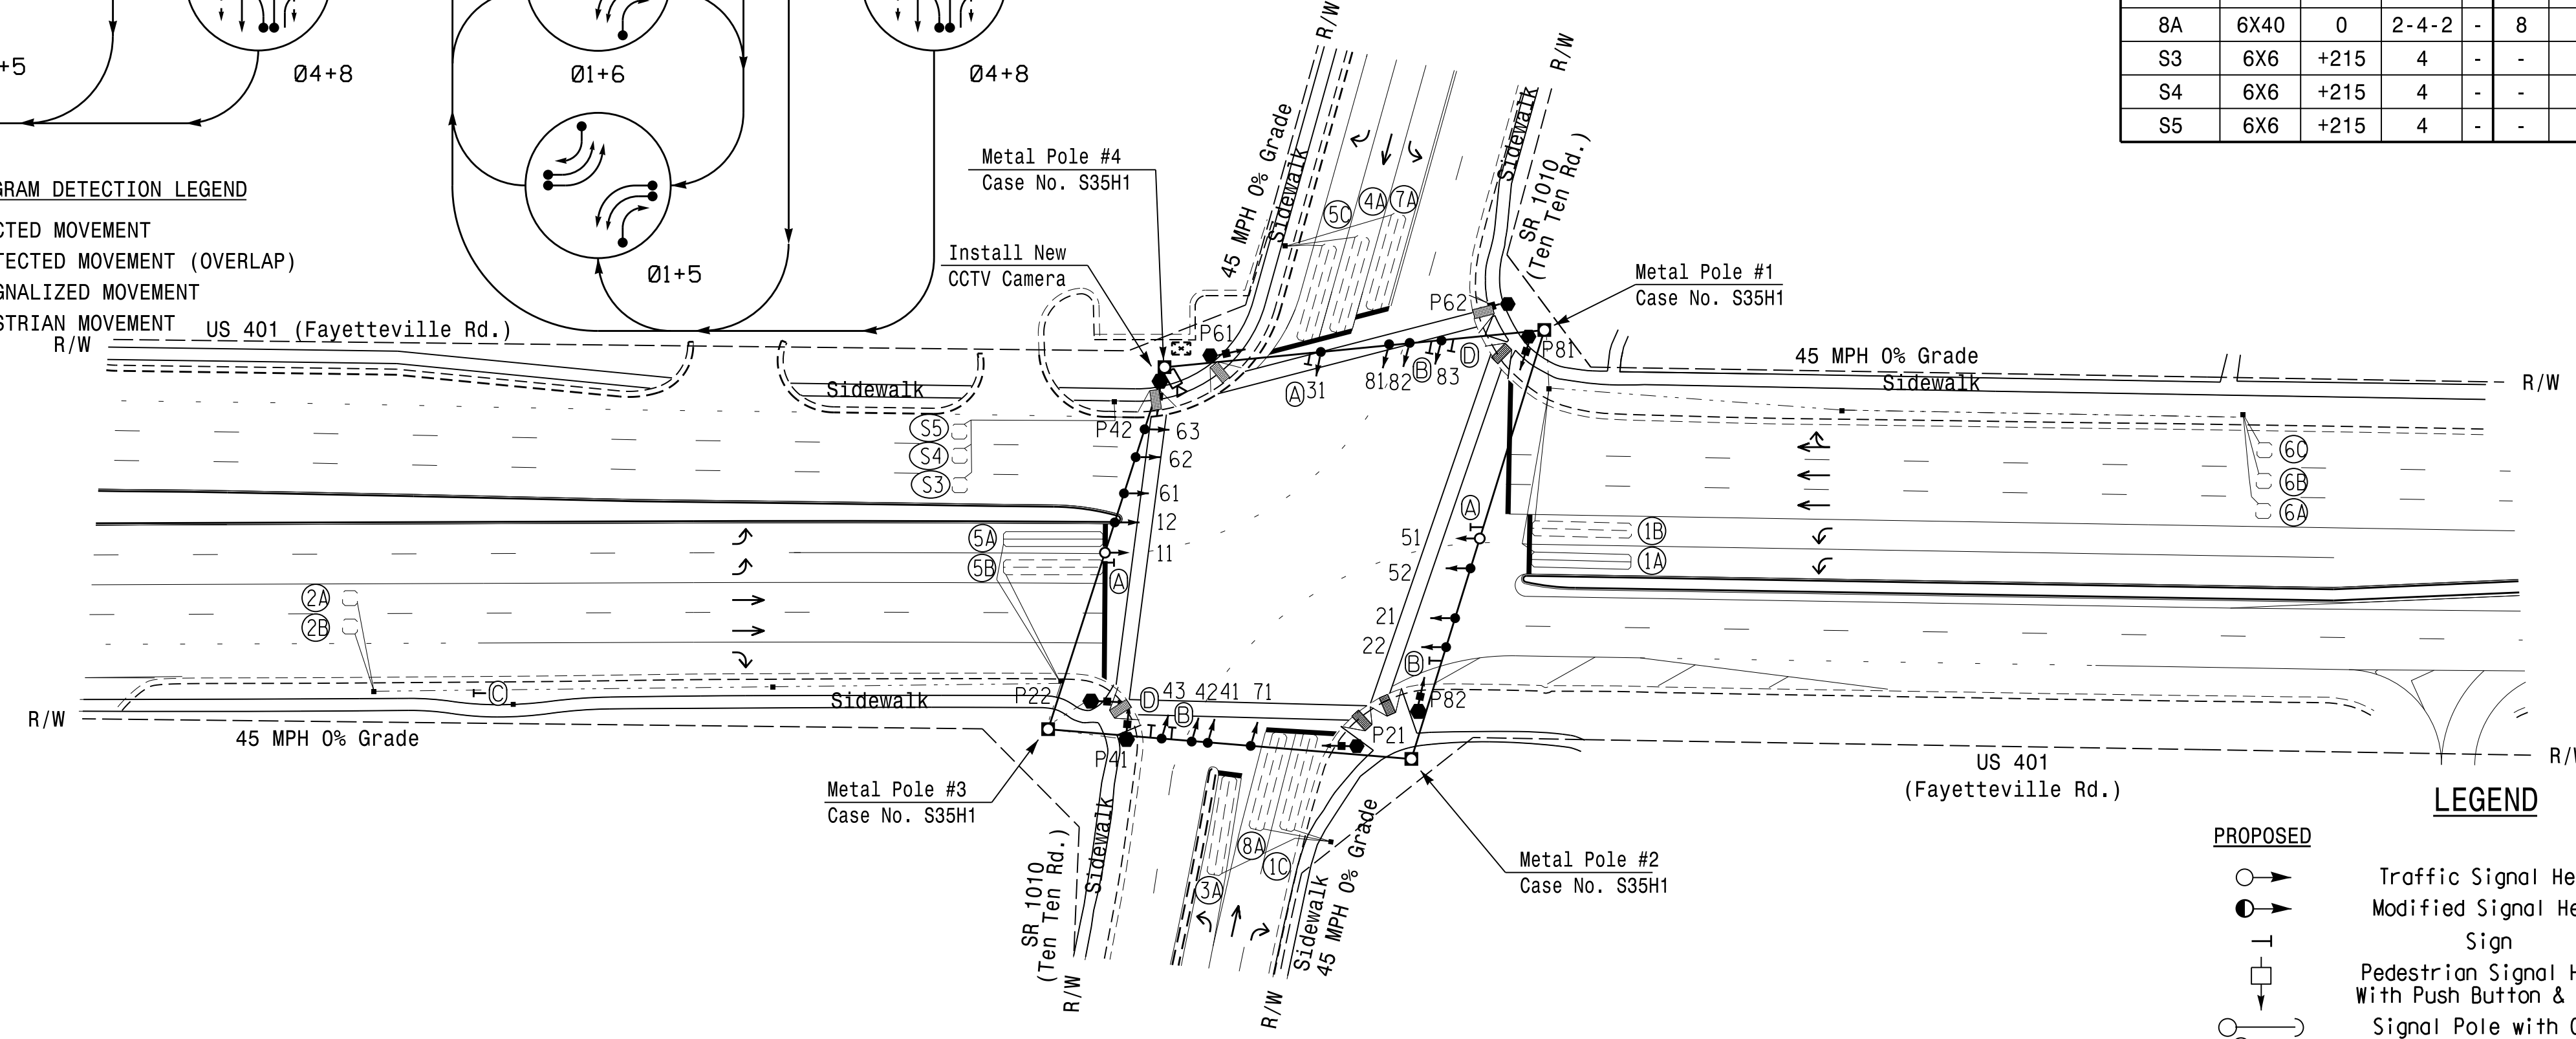 +5
Ø4+8
Ø1+6
Ø4+8
Ø1+5
8A 6X40 0 2-4-2 - 8
S3 6X6 +215 4 - -
S4 6X6 +215 4 - -
S5 6X6 +215 4 - -
GRAM DETECTION LEGEND
CTED MOVEMENT
TECTED MOVEMENT (OVERLAP)
GNALIZED MOVEMENT
STRIAN MOVEMENT
US 401 (Fayetteville Rd.)
R/W
Metal Pole #4
Case No. S35H1
Install New
CCTV Camera
R/W
45 MPH 0% Grade
Sidewalk
R/W
Sidewalk
SR 1010
(Ten Ten Rd.)
5C
4A
7A
Metal Pole #1
Case No. S35H1
P61
P62
P81
A
31
81
82
B
83
D
45 MPH 0% Grade
Sidewalk
R/W
Sidewalk
S5
S4
S3
P42
63
62
61
12
11
A
5A
5B
2A
2B
C
A
51
52
21
22
B
6C
6B
6A
1B
1A
P22
Sidewalk
R/W
45 MPH 0% Grade
D
43
42
41
71
B
P82
P21
P41
Metal Pole #3
Case No. S35H1
SR 1010
(Ten Ten Rd.)
R/W
Sidewalk
8A
1C
3A
Sidewalk
45 MPH 0% Grade
R/W
Metal Pole #2
Case No. S35H1
US 401
(Fayetteville Rd.)
R/W
LEGEND
PROPOSED
Traffic Signal He
Modified Signal He
Sign
Pedestrian Signal H
With Push Button &
Signal Pole with